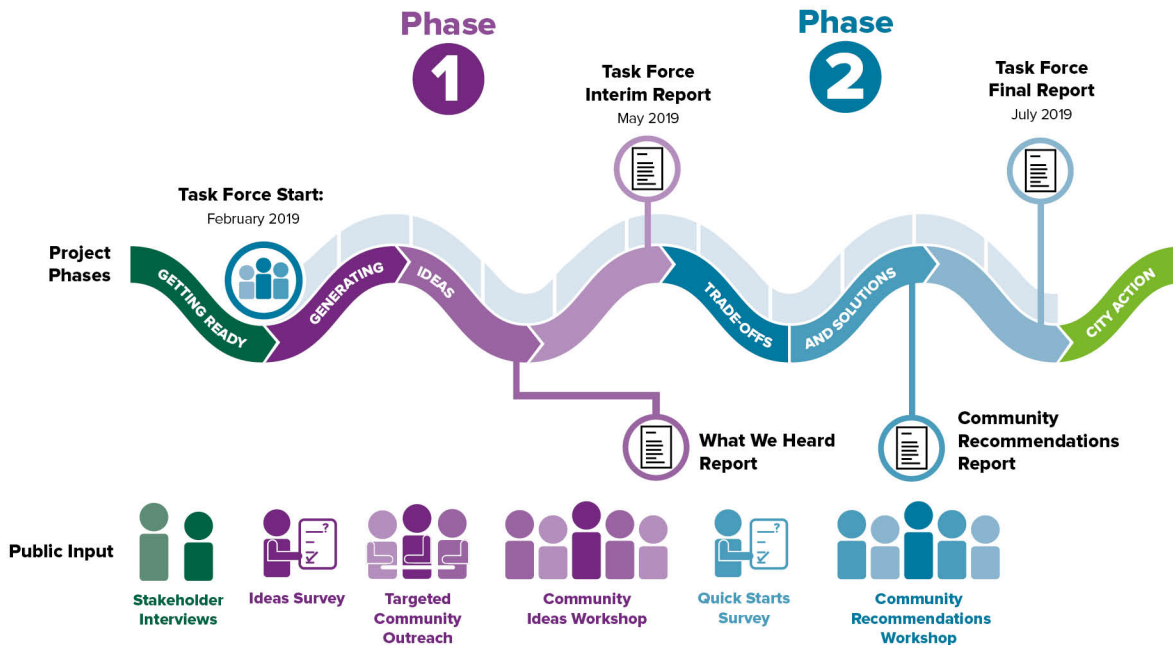 Phase
1
Phase
2
Task Force
Interim Report
May 2019
Task Force
Final Report
July 2019
Task Force Start:
February 2019
Project
Phases
GETTING READY
GENERATING
IDEAS
TRADE-OFFS
AND SOLUTIONS
CITY ACTION
What We Heard
Report
Community
Recommendations
Report
Public Input
?
?
Stakeholder
Interviews
Ideas Survey
Targeted
Community
Outreach
Community
Ideas Workshop
Quick Starts
Survey
Community
Recommendations
Workshop